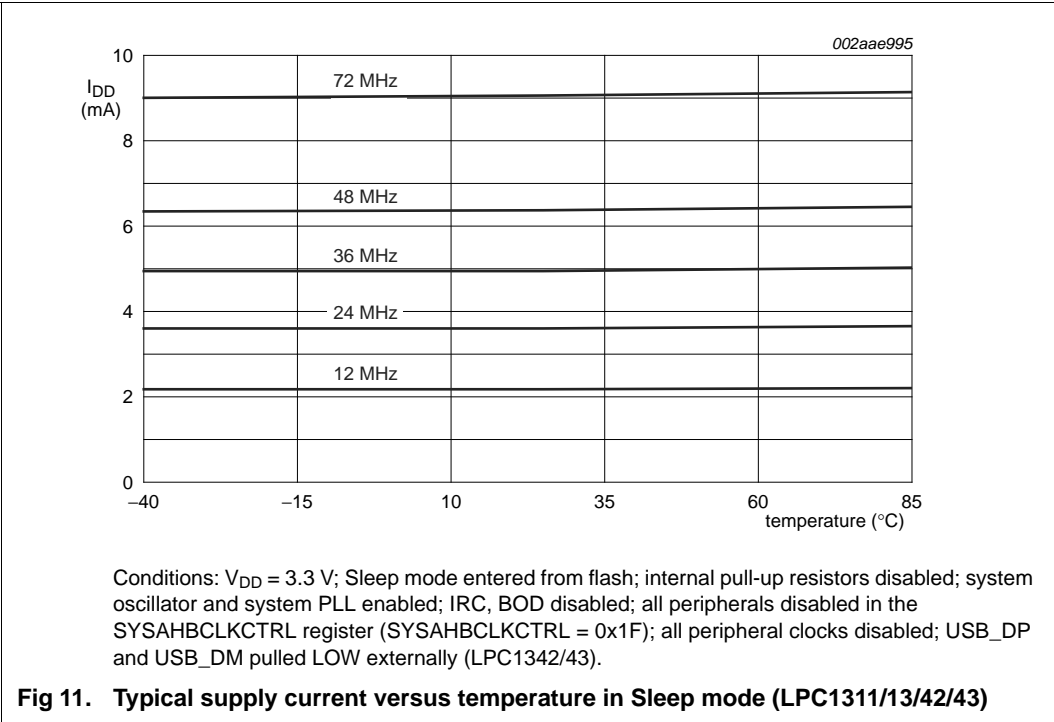 002aae995
10
I_DD
(mA)
8
6
4
2
0
72 MHz
48 MHz
36 MHz
24 MHz
12 MHz
−40
−15
10
35
60
85
temperature (°C)
Conditions: V_DD = 3.3 V; Sleep mode entered from flash; internal pull-up resistors disabled; system
oscillator and system PLL enabled; IRC, BOD disabled; all peripherals disabled in the
SYSAHBCLKCTRL register (SYSAHBCLKCTRL = 0x1F); all peripheral clocks disabled; USB_DP
and USB_DM pulled LOW externally (LPC1342/43).
Fig 11. Typical supply current versus temperature in Sleep mode (LPC1311/13/42/43)